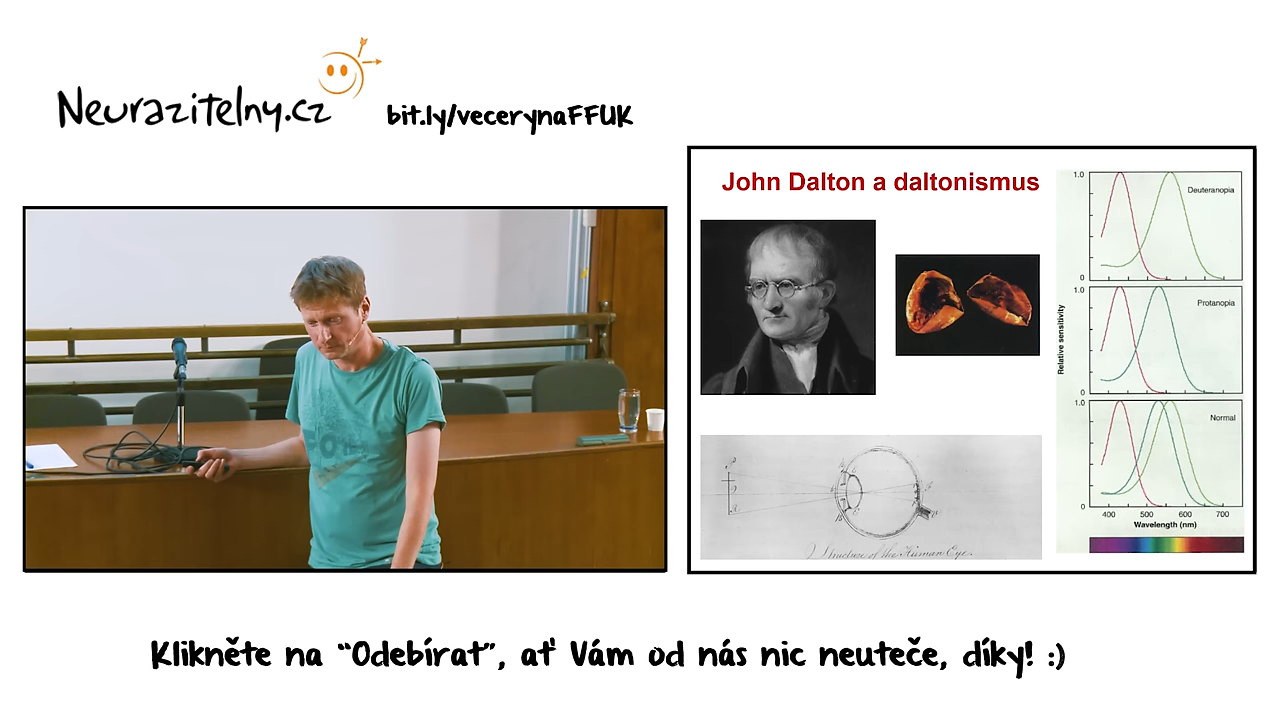 Neurazitelny.cz
bit.ly/vecerynaFFUK
John Dalton a daltonismus
1.0
Deuteranopia
0
1.0
Protanopia
0
Relative sensitivity
1.0
Normal
0
400 500 600 700
Wavelength (nm)
Structure of the Human Eye
Klikněte na “Odebírat”, ať Vám od nás nic neuteče, díky! :)